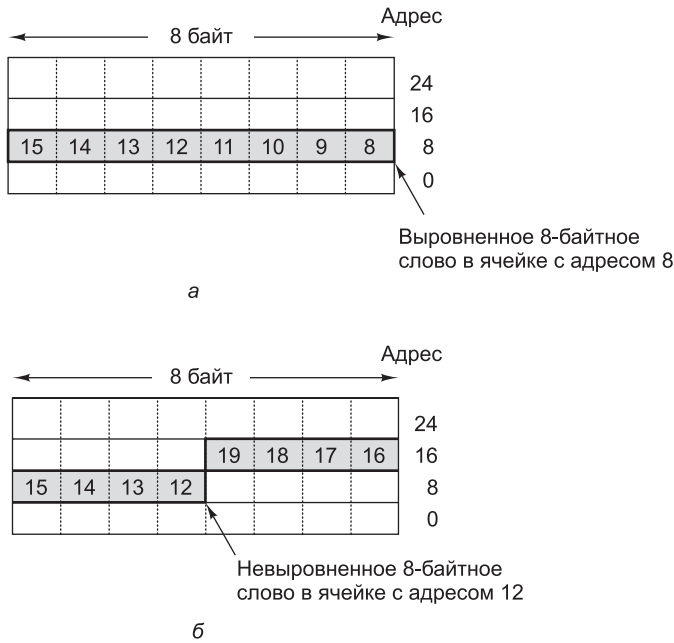 Адрес
8 байт
24
16
15 14 13 12 11 10 9 8 8
0
Выровненное 8-байтное
слово в ячейке с адресом 8
а
Адрес
8 байт
24
19 18 17 16 16
15 14 13 12 8
0
Невыровненное 8-байтное
слово в ячейке с адресом 12
б